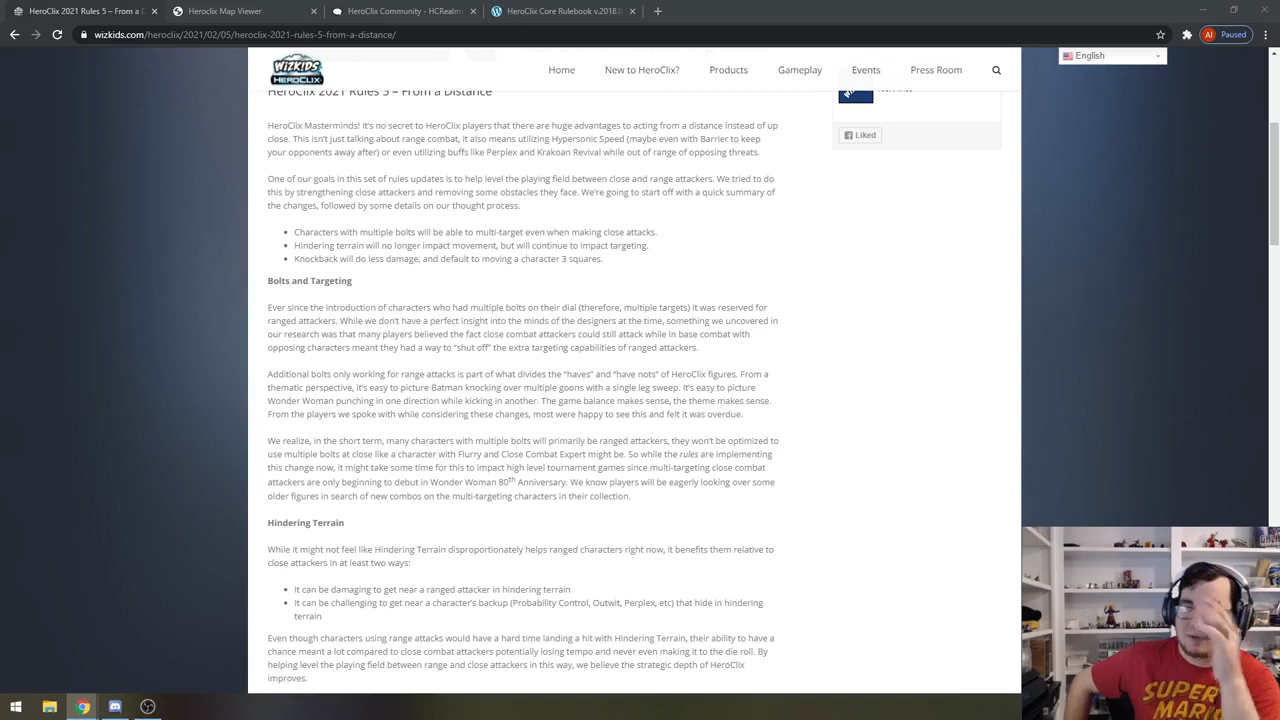 HeroClix 2021 Rules 5 – From a D
Heroclix Map Viewer
HeroClix Community - HCRealms
HeroClix Core Rulebook v.2018.0
wizkids.com/heroclix/2021/02/05/heroclix-2021-rules-5-from-a-distance/
AI Paused
WIZKIDS
HEROCLIX
Home New to HeroClix? Products Gameplay Events Press Room
English
Liked
HeroClix 2021 Rules 5 – From a Distance
HeroClix Masterminds! It's no secret to HeroClix players that there are huge advantages to acting from a distance instead of up
close. This isn't just talking about range combat, it also means utilizing Hypersonic Speed (maybe even with Barrier to keep
your opponents away after) or even utilizing buffs like Perplex and Krakoan Revival while out of range of opposing threats.
One of our goals in this set of rules updates is to help level the playing field between close and range attackers. We tried to do
this by strengthening close attackers and removing some obstacles they face. We're going to start off with a quick summary of
the changes, followed by some details on our thought process.
• Characters with multiple bolts will be able to multi-target even when making close attacks.
• Hindering terrain will no longer impact movement, but will continue to impact targeting.
• Knockback will do less damage, and default to moving a character 3 squares.
Bolts and Targeting
Ever since the introduction of characters who had multiple bolts on their dial (therefore, multiple targets) it was reserved for
ranged attackers. While we don't have a perfect insight into the minds of the designers at the time, something we uncovered in
our research was that many players believed the fact close combat attackers could still attack while in base combat with
opposing characters meant they had a way to "shut off" the extra targeting capabilities of ranged attackers.
Additional bolts only working for range attacks is part of what divides the "haves" and "have nots" of HeroClix figures. From a
thematic perspective, it's easy to picture Batman knocking over multiple goons with a single leg sweep. It's easy to picture
Wonder Woman punching in one direction while kicking in another. The game balance makes sense, the theme makes sense.
From the players we spoke with while considering these changes, most were happy to see this and felt it was overdue.
We realize, in the short term, many characters with multiple bolts will primarily be ranged attackers, they won't be optimized to
use multiple bolts at close like a character with Flurry and Close Combat Expert might be. So while the rules are implementing
this change now, it might take some time for this to impact high level tournament games since multi-targeting close combat
attackers are only beginning to debut in Wonder Woman 80th Anniversary. We know players will be eagerly looking over some
older figures in search of new combos on the multi-targeting characters in their collection.
Hindering Terrain
While it might not feel like Hindering Terrain disproportionately helps ranged characters right now, it benefits them relative to
close attackers in at least two ways:
• It can be damaging to get near a ranged attacker in hindering terrain
• It can be challenging to get near a character's backup (Probability Control, Outwit, Perplex, etc) that hide in hindering
terrain
Even though characters using range attacks would have a hard time landing a hit with Hindering Terrain, their ability to have a
chance meant a lot compared to close combat attackers potentially losing tempo and never even making it to the die roll. By
helping level the playing field between range and close attackers in this way, we believe the strategic depth of HeroClix
improves.
SUPER
MARIO